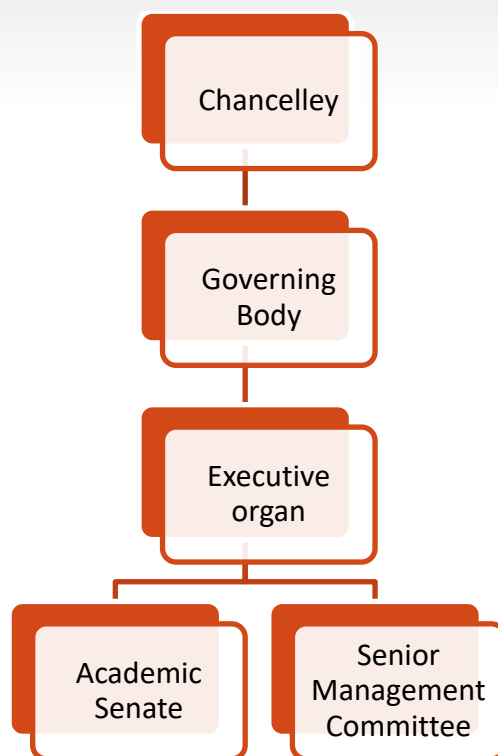 Chancelley
Governing
Body
Executive
organ
Academic
Senate
Senior
Management
Committee